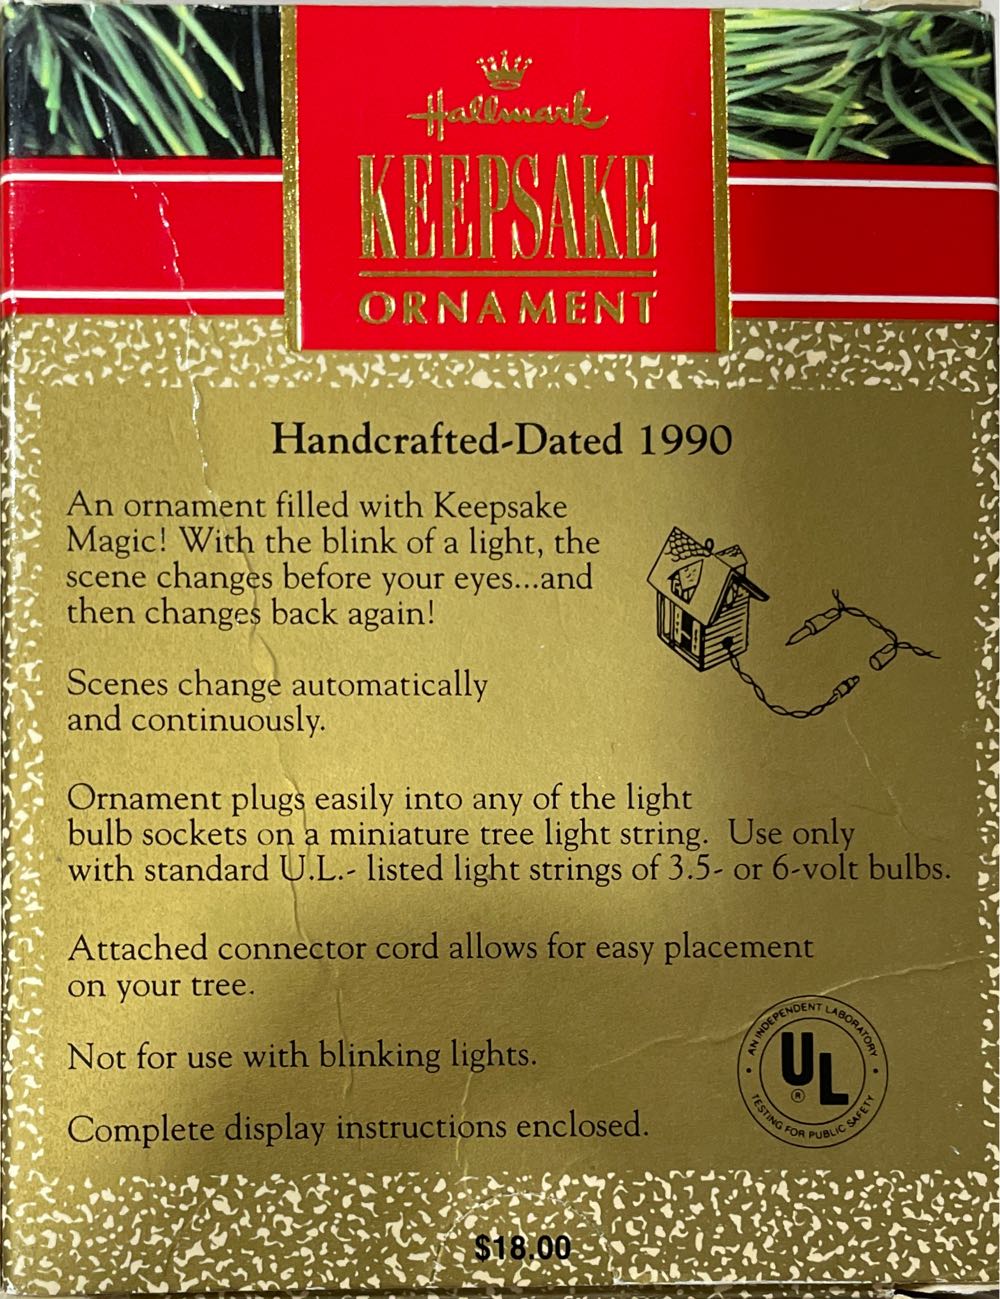 Hallmark
KEEPSAKE
ORNAMENT
Handcrafted-Dated 1990
An ornament filled with Keepsake
Magic! With the blink of a light, the
scene changes before your eyes...and
then changes back again!
Scenes change automatically
and continuously.
Ornament plugs easily into any of the light
bulb sockets on a miniature tree light string. Use only
with standard U.L.- listed light strings of 3.5- or 6-volt bulbs.
Attached connector cord allows for easy placement
on your tree.
Not for use with blinking lights.
Complete display instructions enclosed.
• AN INDEPENDENT LABORATORY •
UL
®
TESTING FOR PUBLIC SAFETY
$18.00